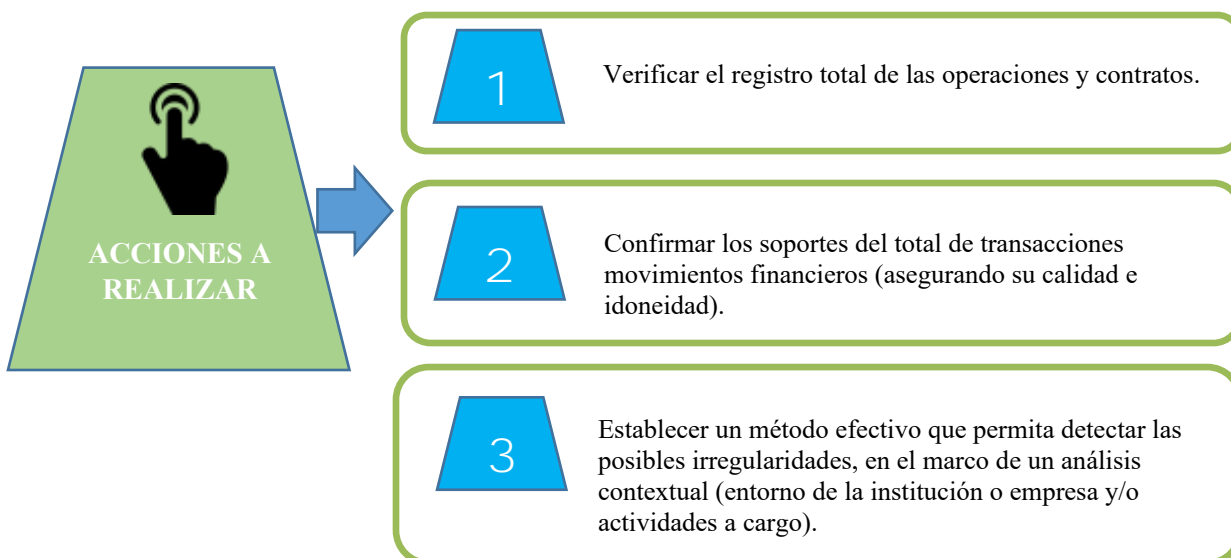 ACCIONES A
REALIZAR
1
Verificar el registro total de las operaciones y contratos.
2
Confirmar los soportes del total de transacciones
movimientos financieros (asegurando su calidad e
idoneidad).
3
Establecer un método efectivo que permita detectar las
posibles irregularidades, en el marco de un análisis
contextual (entorno de la institución o empresa y/o
actividades a cargo).